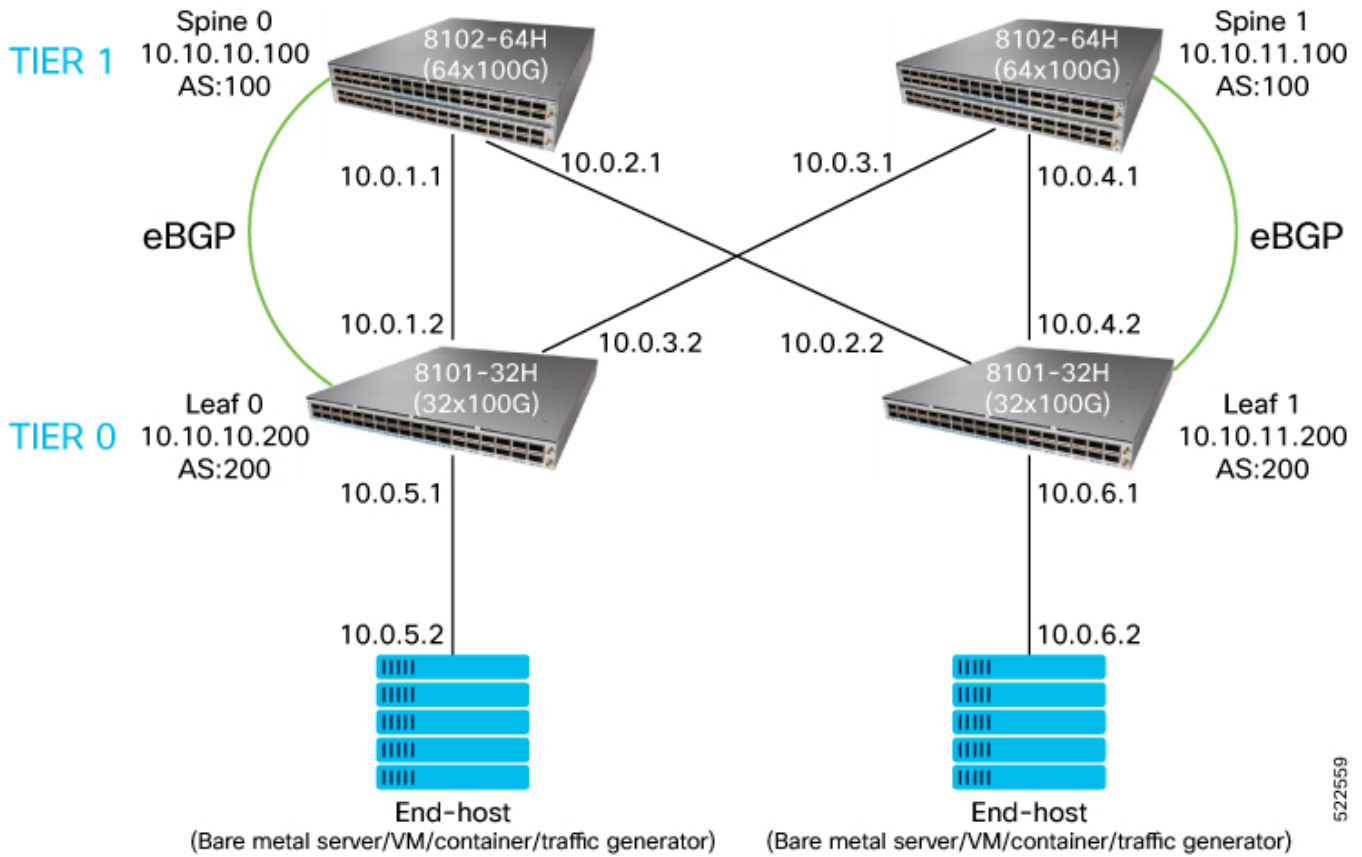 Spine 0
10.10.10.100
AS:100
TIER 1
8102-64H
(64x100G)
8102-64H
(64x100G)
Spine 1
10.10.11.100
AS:100
10.0.1.1
10.0.2.1
10.0.3.1
10.0.4.1
eBGP
eBGP
10.0.1.2
10.0.3.2
10.0.2.2
10.0.4.2
Leaf 0
10.10.10.200
AS:200
TIER 0
8101-32H
(32x100G)
8101-32H
(32x100G)
Leaf 1
10.10.11.200
AS:200
10.0.5.1
10.0.6.1
10.0.5.2
10.0.6.2
End-host
(Bare metal server/VM/container/traffic generator)
End-host
(Bare metal server/VM/container/traffic generator)
522559